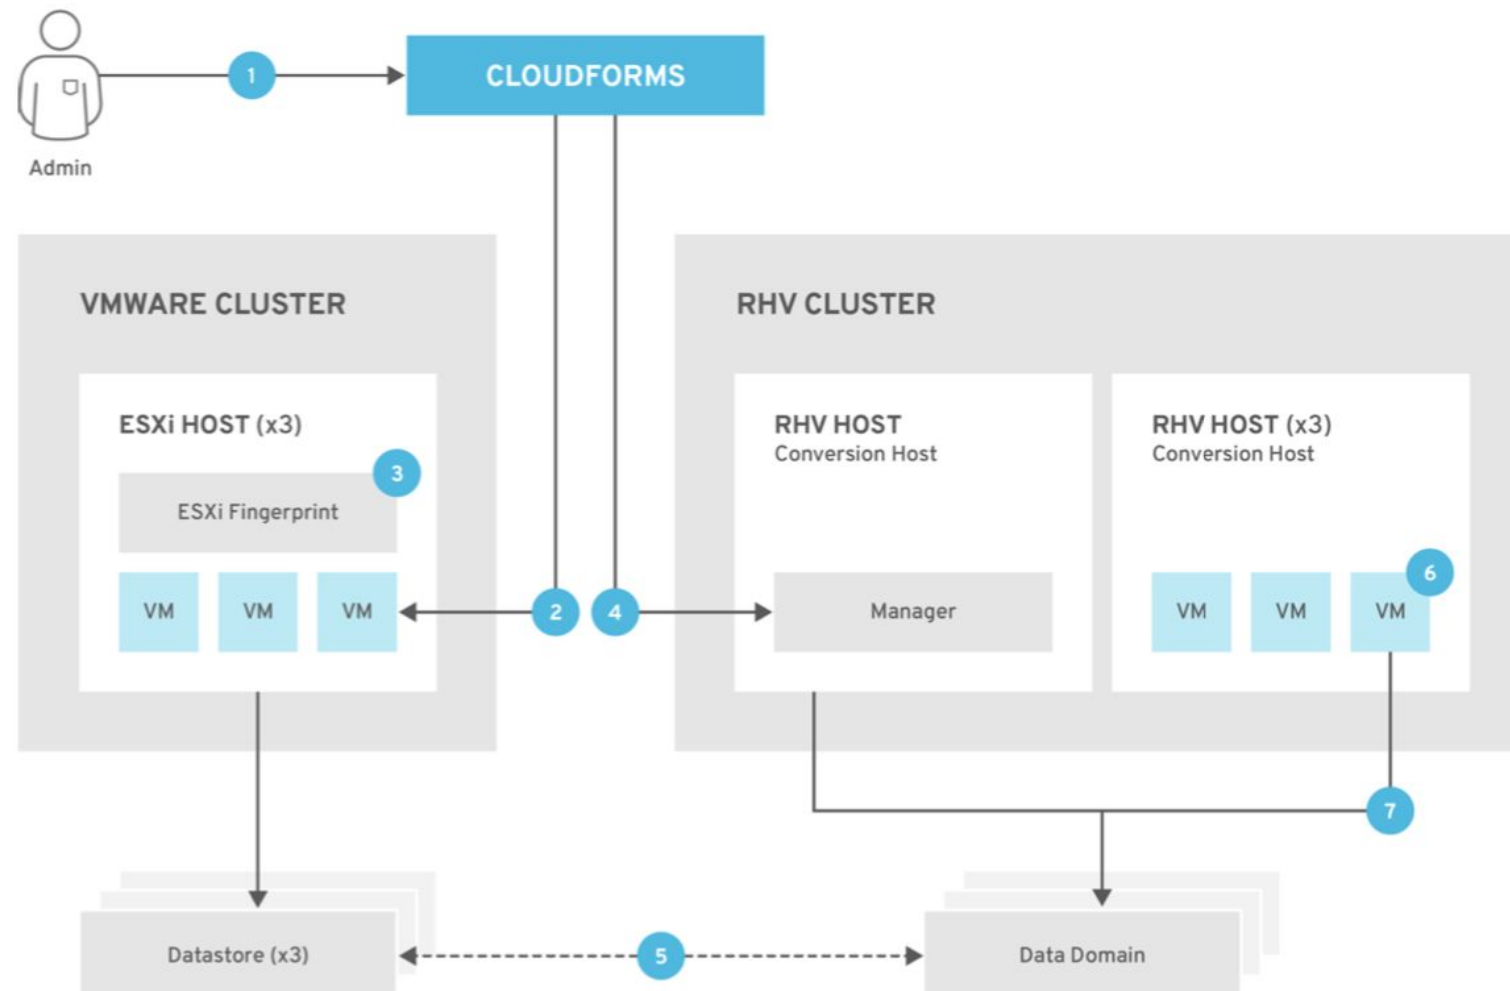 1
CLOUDFORMS
Admin
VMWARE CLUSTER
RHV CLUSTER
ESXi HOST (x3)
3
ESXi Fingerprint
VM VM VM
2
4
RHV HOST
Conversion Host
Manager
RHV HOST (x3)
Conversion Host
6
VM VM VM
7
Datastore (x3)
5
Data Domain